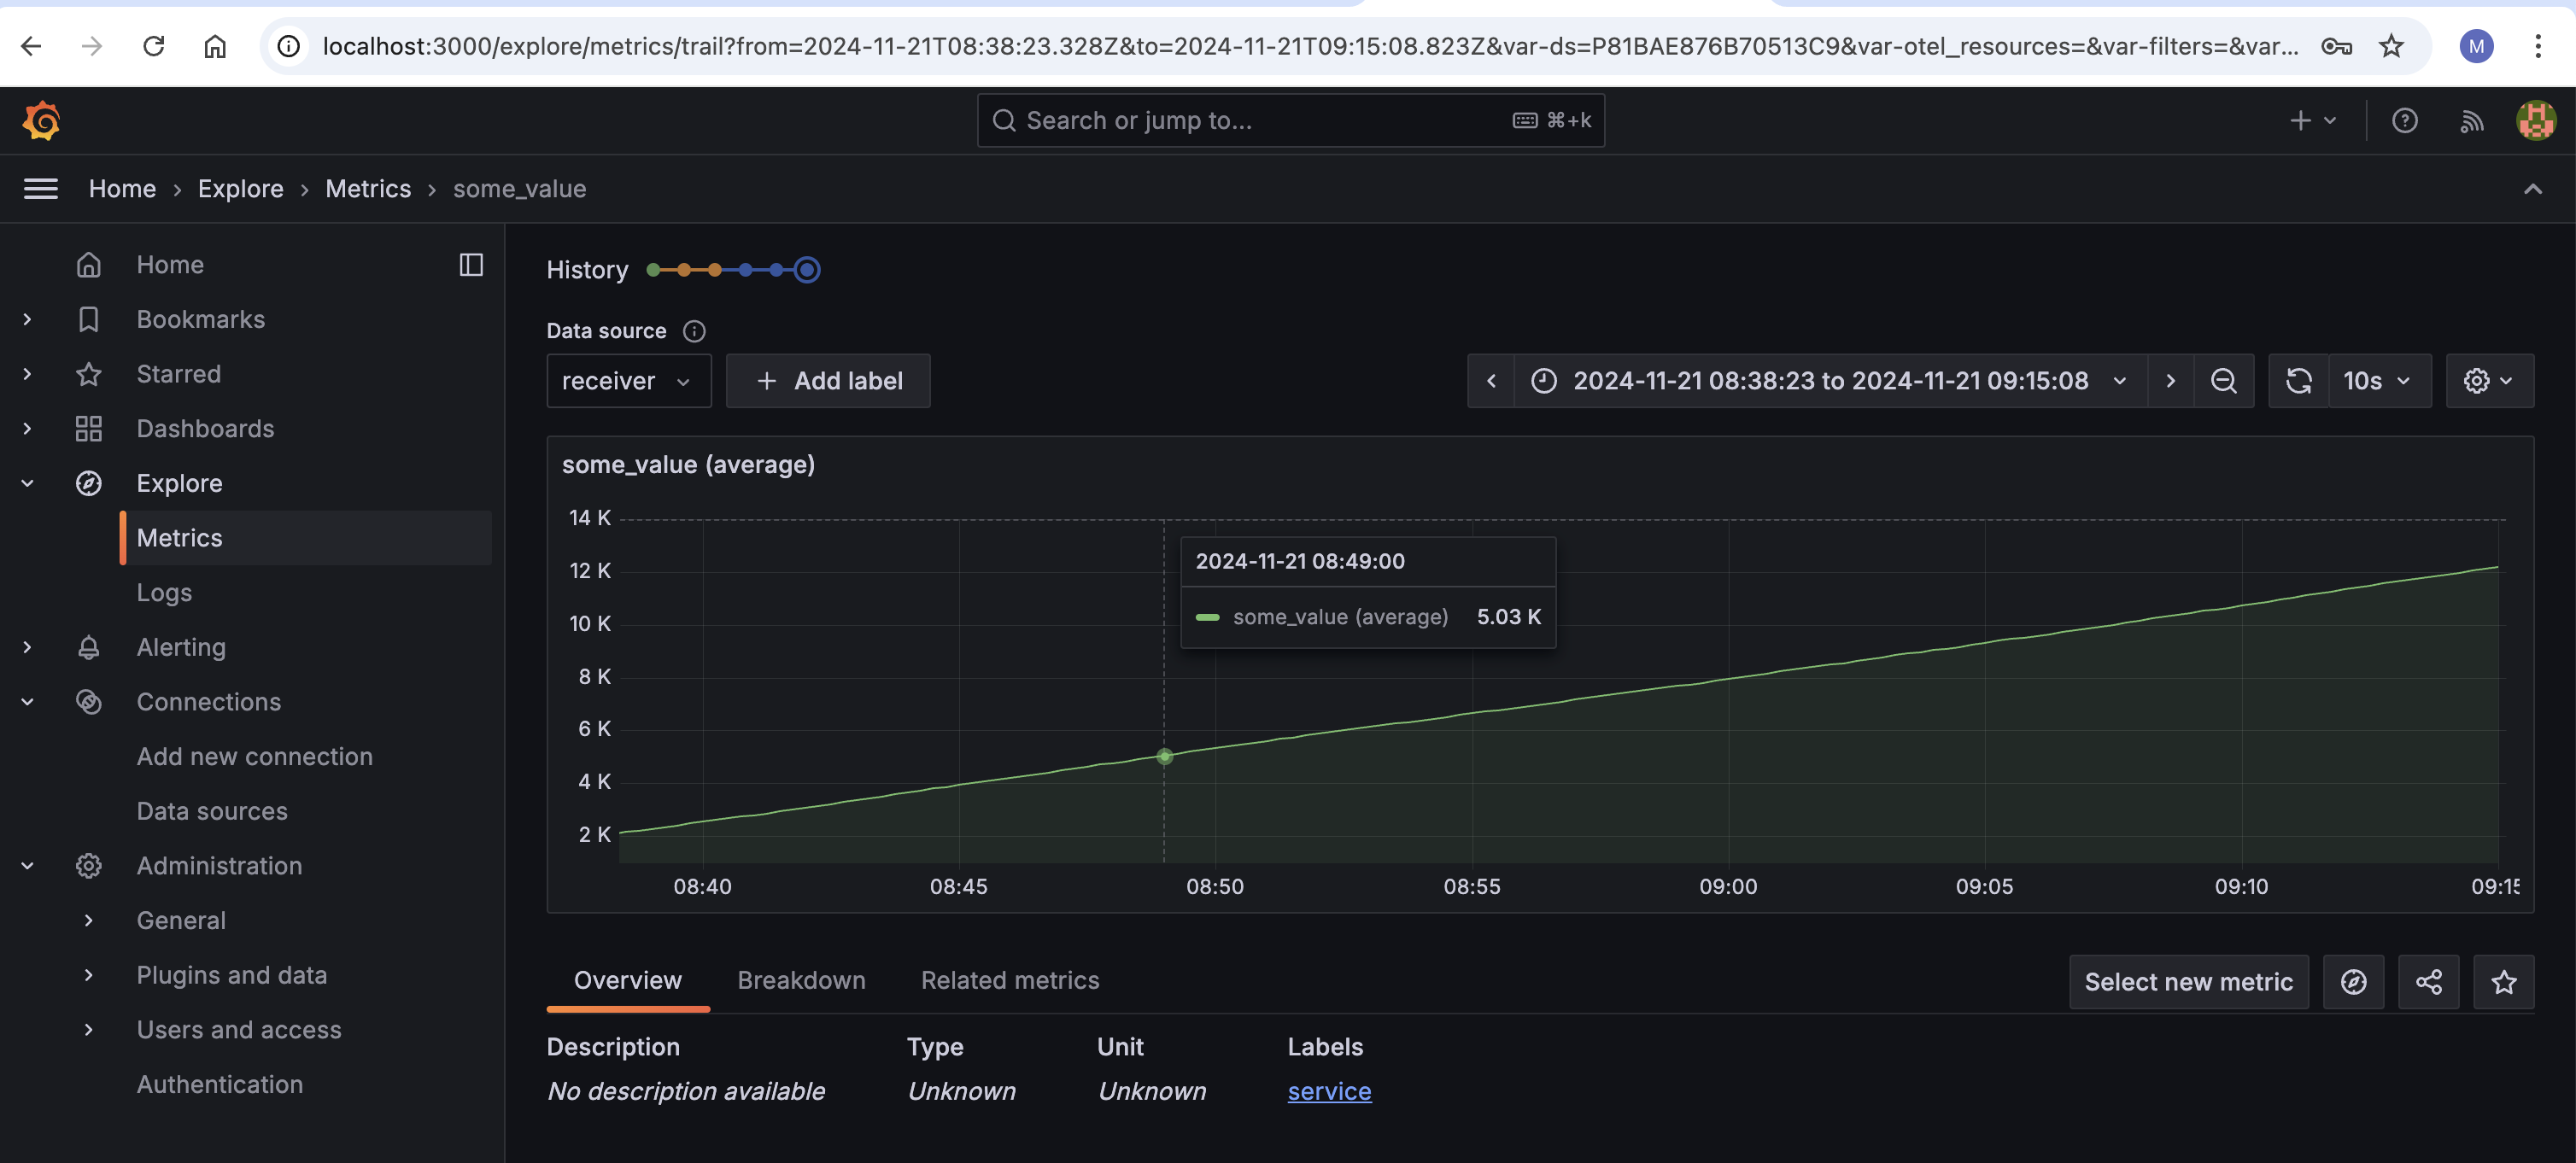 localhost:3000/explore/metrics/trail?from=2024-11-21T08:38:23.328Z&to=2024-11-21T09:15:08.823Z&var-ds=P81BAE876B70513C9&var-otel_resources=&var-filters=&var...
M
Search or jump to...
⌘+k
Home
Explore
Metrics
some_value
Home
Bookmarks
Starred
Dashboards
Explore
Metrics
Logs
Alerting
Connections
Add new connection
Data sources
Administration
General
Plugins and data
Users and access
Authentication
History
Data source
receiver
+ Add label
2024-11-21 08:38:23 to 2024-11-21 09:15:08
10s
some_value (average)
14 K
12 K
10 K
8 K
6 K
4 K
2 K
2024-11-21 08:49:00
some_value (average) 5.03 K
08:40 08:45 08:50 08:55 09:00 09:05 09:10 09:15
Overview Breakdown Related metrics
Select new metric
Description Type Unit Labels
No description available Unknown Unknown service